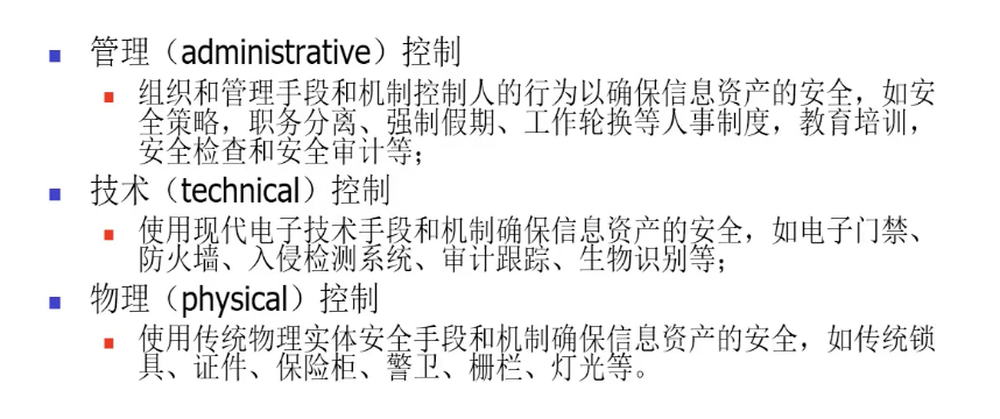 管理（administrative）控制
组织和管理手段和机制控制人的行为以确保信息资产的安全，如安
全策略，职务分离、强制假期、工作轮换等人事制度，教育培训，
安全检查和安全审计等；
技术（technical）控制
使用现代电子技术手段和机制确保信息资产的安全，如电子门禁、
防火墙、入侵检测系统、审计跟踪、生物识别等；
物理（physical）控制
使用传统物理实体安全手段和机制确保信息资产的安全，如传统锁
具、证件、保险柜、警卫、栅栏、灯光等。